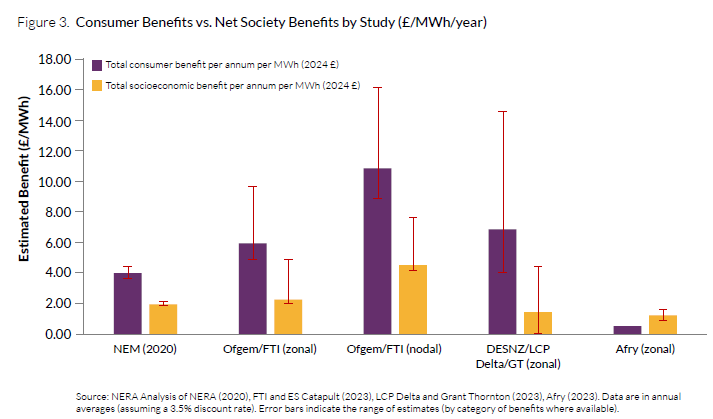 Figure 3. Consumer Benefits vs. Net Society Benefits by Study (£/MWh/year)
Total consumer benefit per annum per MWh (2024 £)
Total socioeconomic benefit per annum per MWh (2024 £)
Estimated Benefit (£/MWh)
18.00
16.00
14.00
12.00
10.00
8.00
6.00
4.00
2.00
0.00
NEM (2020)
Ofgem/FTI (zonal)
Ofgem/FTI (nodal)
DESNZ/LCP
Delta/GT (zonal)
Afry (zonal)
Source: NERA Analysis of NERA (2020), FTI and ES Catapult (2023), LCP Delta and Grant Thornton (2023), Afry (2023). Data are in annual
averages (assuming a 3.5% discount rate). Error bars indicate the range of estimates (by category of benefits where available).